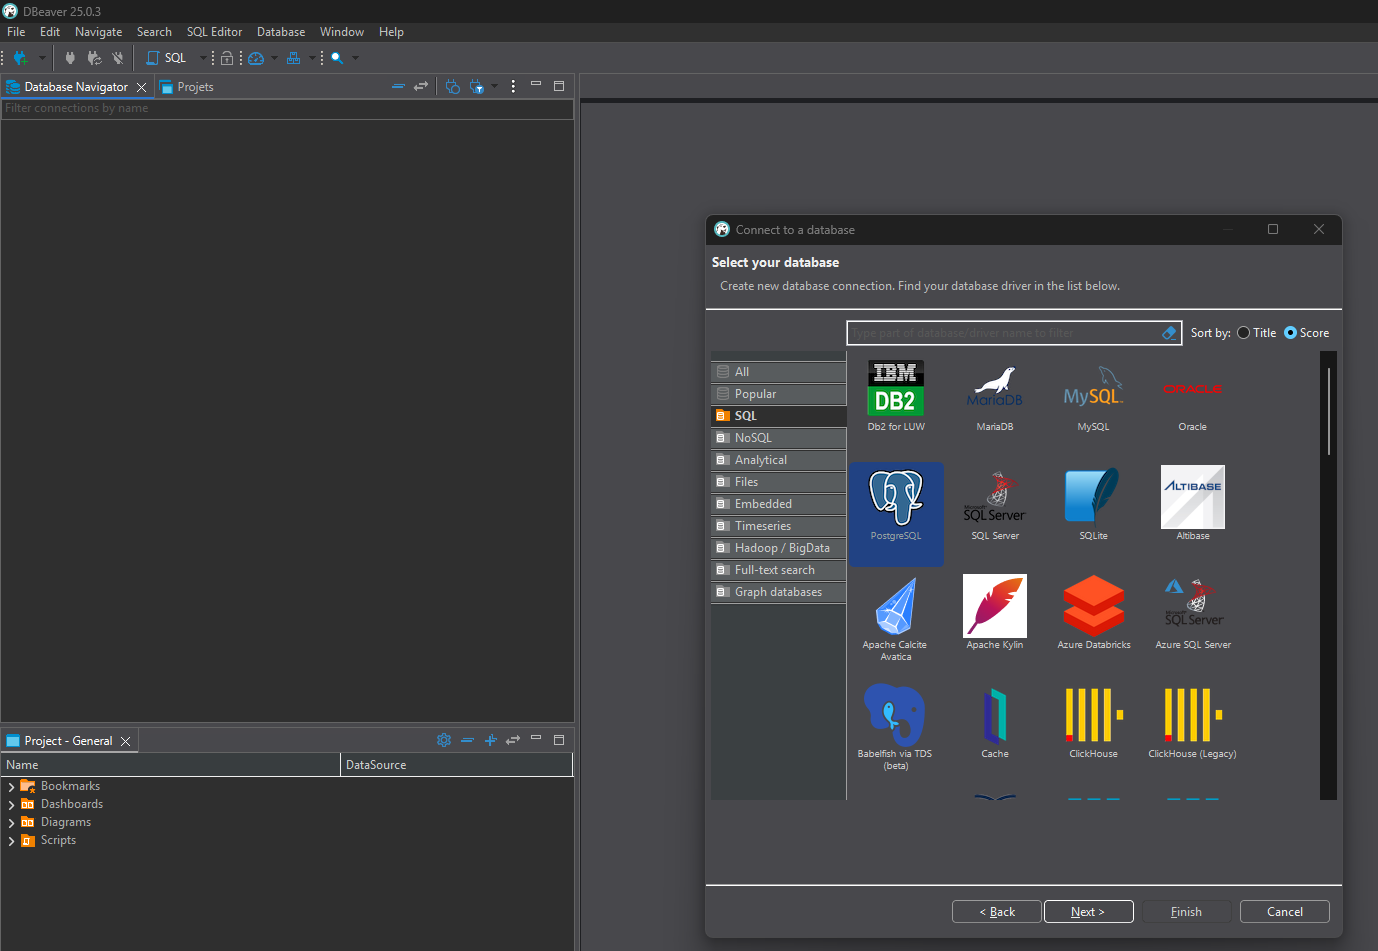 DBeaver 25.0.3
File Edit Navigate Search SQL Editor Database Window Help
SQL
Database Navigator Projets
Filter connections by name
Connect to a database
Select your database
Create new database connection. Find your database driver in the list below.
Type part of database/driver name to filter
Sort by: Title Score
All
Popular
SQL
NoSQL
Analytical
Files
Embedded
Timeseries
Hadoop / BigData
Full-text search
Graph databases
IBM
DB2
Db2 for LUW
MariaDB
MariaDB
MySQL
MySQL
ORACLE
Oracle
PostgreSQL
Microsoft
SQL Server
SQL Server
SQLite
ALTIBASE
Altibase
Apache Calcite
Avatica
Apache Kylin
Azure Databricks
Microsoft
SQL Server
Azure SQL Server
Babelfish via TDS
(beta)
Cache
ClickHouse
ClickHouse (Legacy)
< Back Next > Finish Cancel
Project - General
Name DataSource
Bookmarks
Dashboards
Diagrams
Scripts